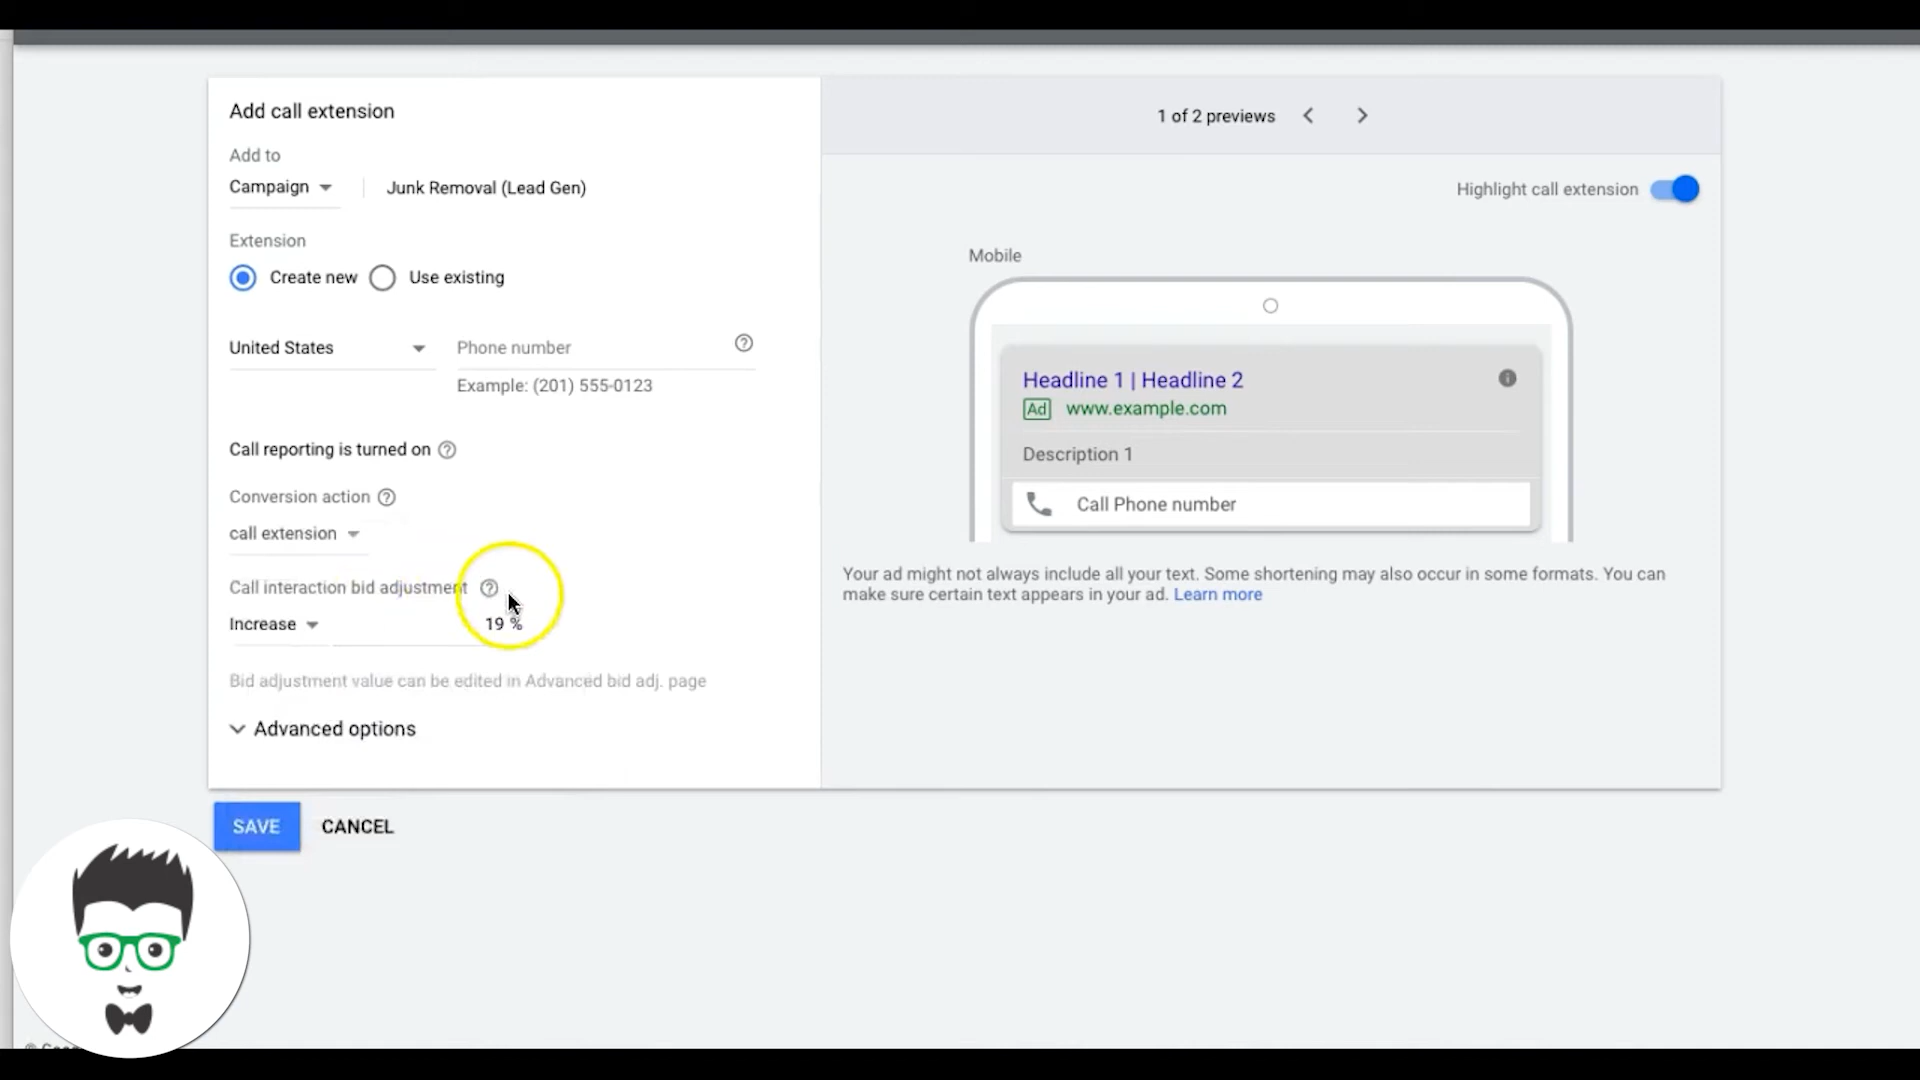 Add call extension
Add to
Campaign
Junk Removal (Lead Gen)
Extension
Create new
Use existing
United States
Phone number
Example: (201) 555-0123
Call reporting is turned on
Conversion action
call extension
Call interaction bid adjustment
Increase
19 %
Bid adjustment value can be edited in Advanced bid adj. page
Advanced options
SAVE
CANCEL
1 of 2 previews
Highlight call extension
Mobile
Headline 1 | Headline 2
Ad www.example.com
Description 1
Call Phone number
Your ad might not always include all your text. Some shortening may also occur in some formats. You can
make sure certain text appears in your ad. Learn more